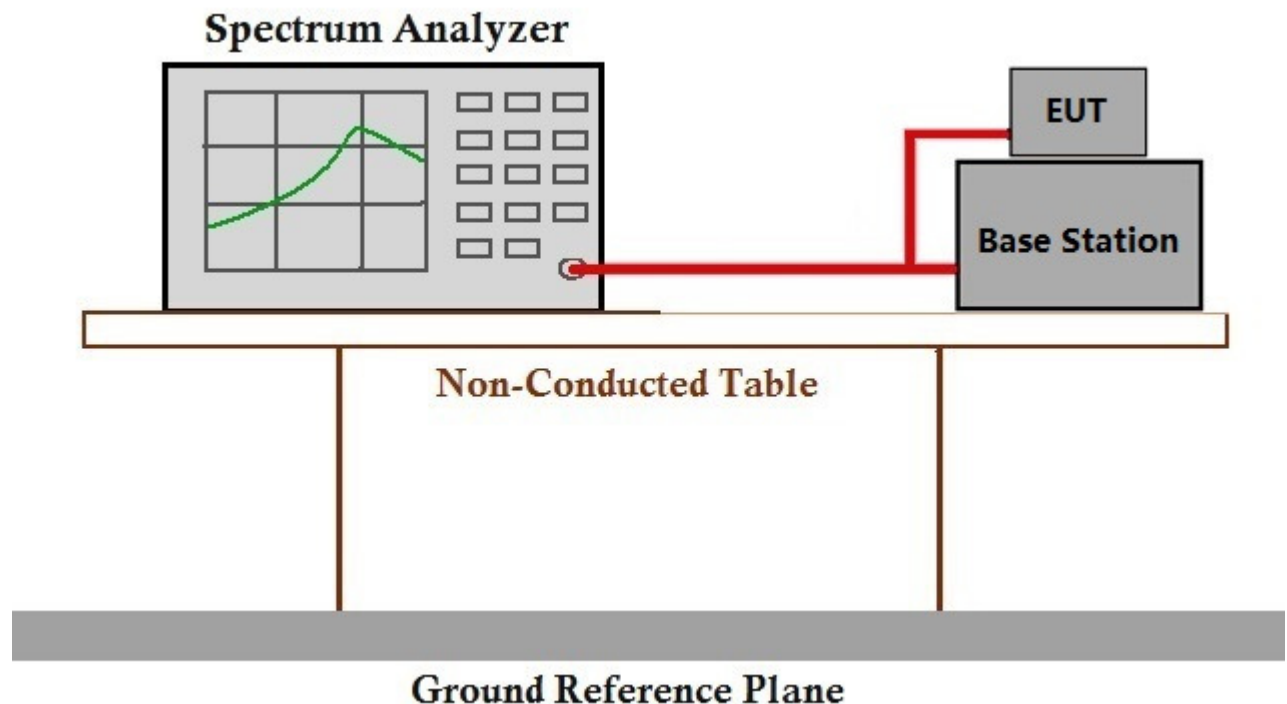 Spectrum Analyzer
EUT
Base Station
Non-Conducted Table
Ground Reference Plane